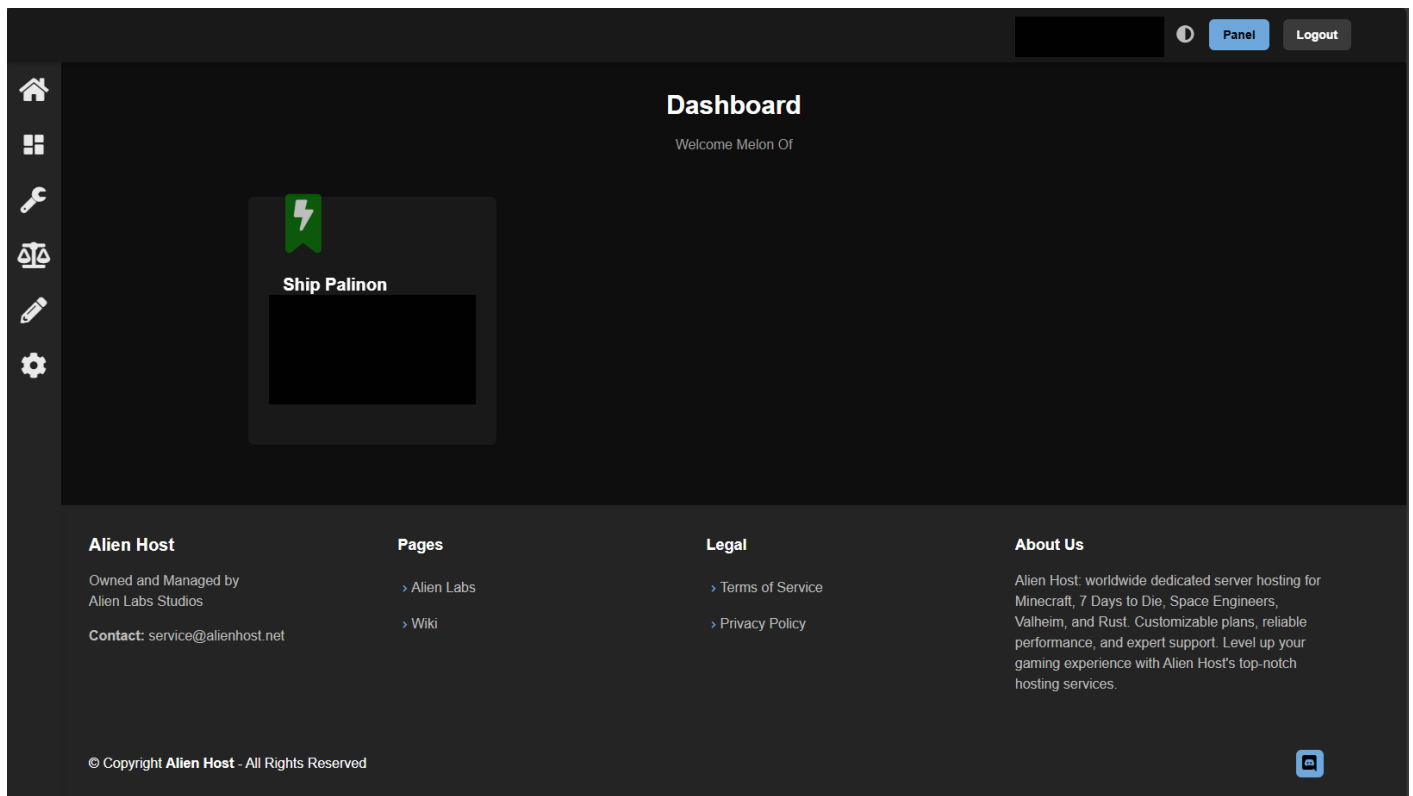 Panel
Logout
Dashboard
Welcome Melon Of
Ship Palinon
Alien Host
Owned and Managed by
Alien Labs Studios
Contact: service@alienhost.net
Pages
› Alien Labs
› Wiki
Legal
› Terms of Service
› Privacy Policy
About Us
Alien Host: worldwide dedicated server hosting for
Minecraft, 7 Days to Die, Space Engineers,
Valheim, and Rust. Customizable plans, reliable
performance, and expert support. Level up your
gaming experience with Alien Host's top-notch
hosting services.
© Copyright Alien Host - All Rights Reserved